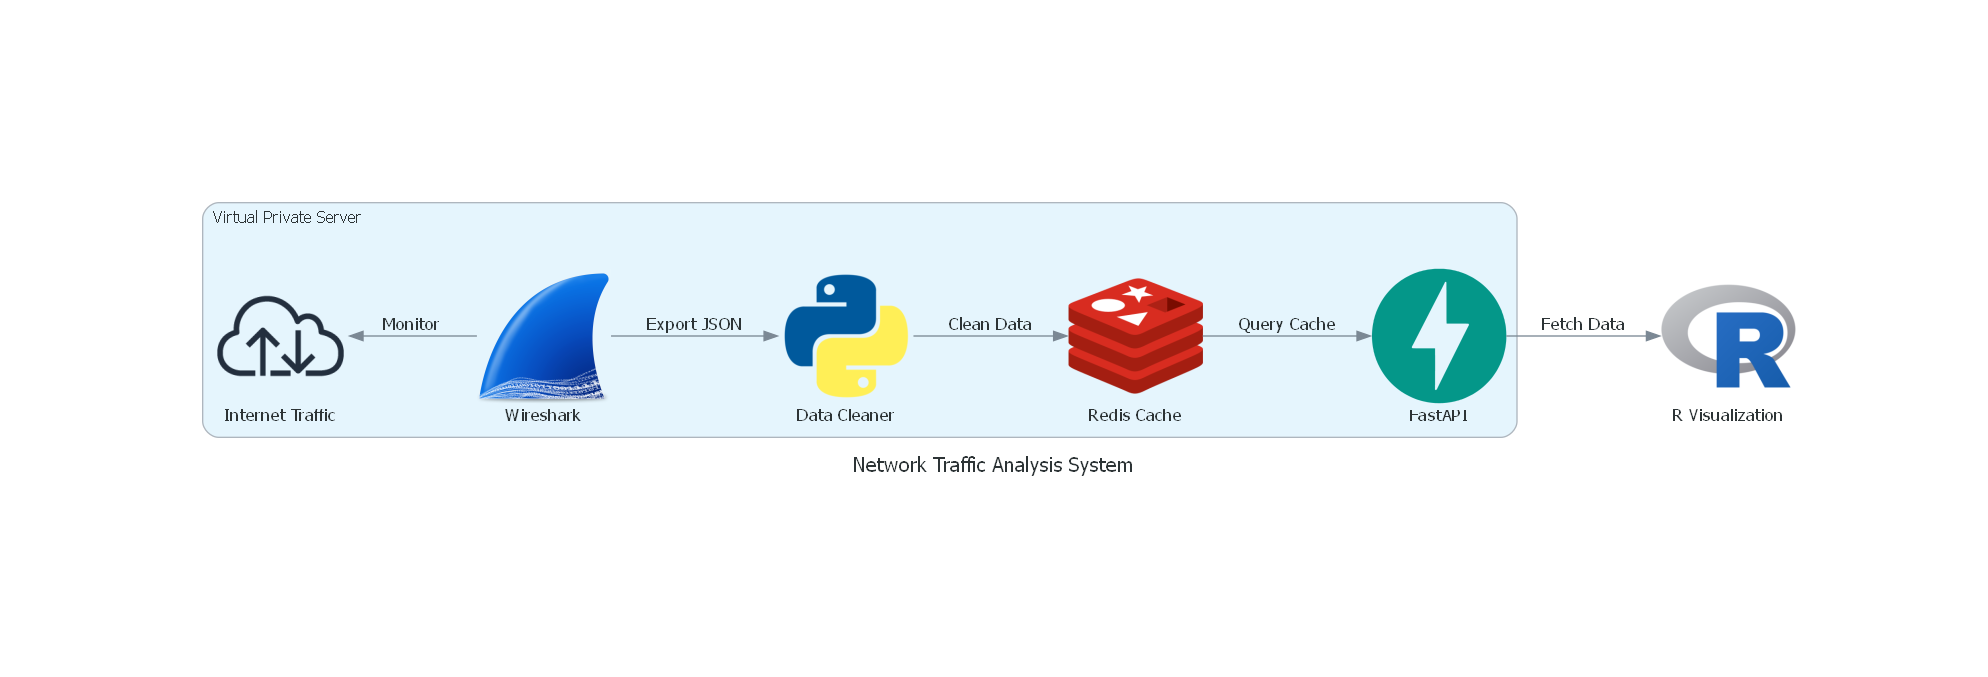 Virtual Private Server
Monitor
Export JSON
Clean Data
Query Cache
Fetch Data
Internet Traffic
Wireshark
Data Cleaner
Redis Cache
FastAPI
R Visualization
Network Traffic Analysis System